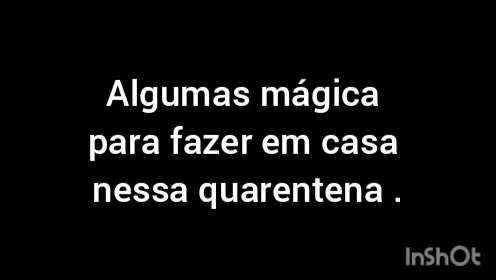 Algumas mágica
para fazer em casa
nessa quarentena .
InShOt